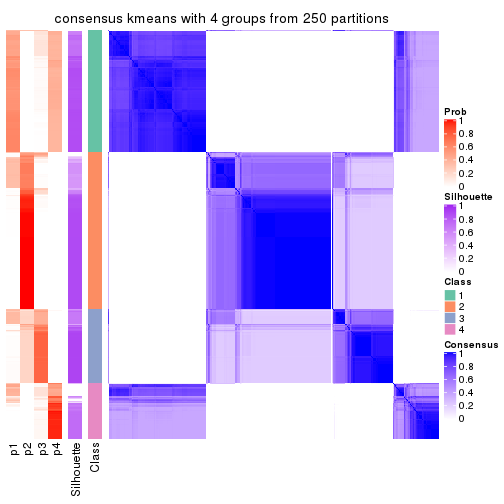 consensus kmeans with 4 groups from 250 partitions
Prob
1
0.8
0.6
0.4
0.2
0
Silhouette
1
0.8
0.6
0.4
0.2
0
Class
1
2
3
4
Consensus
1
0.8
0.6
0.4
0.2
0
p1
p2
p3
p4
Silhouette
Class